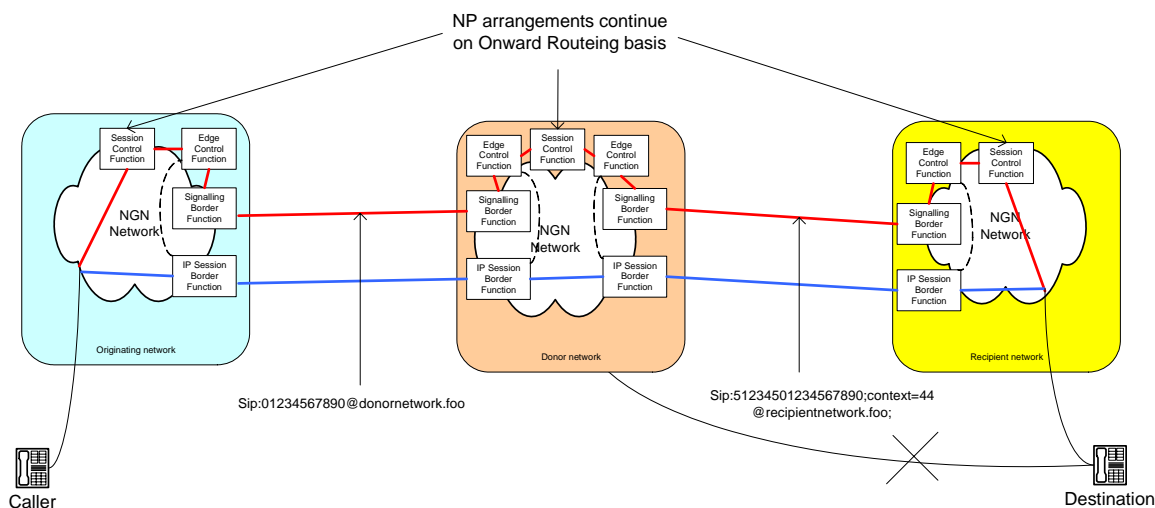 NP arrangements continue
on Onward Routeing basis
Session
Control
Function
Edge
Control
Function
Signalling
Border
Function
NGN
Network
IP Session
Border
Function
Originating network
Edge
Control
Function
Session
Control
Function
Edge
Control
Function
Signalling
Border
Function
Signalling
Border
Function
NGN
Network
IP Session
Border
Function
IP Session
Border
Function
Donor network
Edge
Control
Function
Session
Control
Function
Signalling
Border
Function
NGN
Network
IP Session
Border
Function
Recipient network
Sip:01234567890@donornetwork.foo
Sip:51234501234567890;context=44
@recipientnetwork.foo;
Caller
Destination